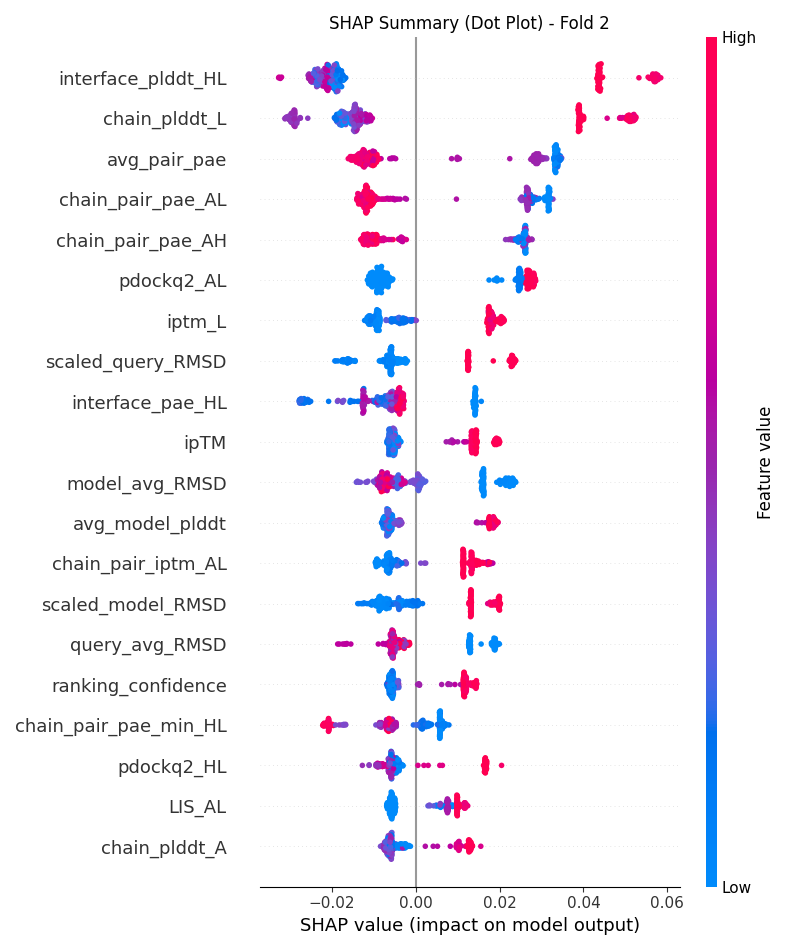 SHAP Summary (Dot Plot) - Fold 2
High
interface_plddt_HL
chain_plddt_L
avg_pair_pae
chain_pair_pae_AL
chain_pair_pae_AH
pdockq2_AL
iptm_L
scaled_query_RMSD
interface_pae_HL
ipTM
model_avg_RMSD
avg_model_plddt
chain_pair_iptm_AL
scaled_model_RMSD
query_avg_RMSD
ranking_confidence
chain_pair_pae_min_HL
pdockq2_HL
LIS_AL
chain_plddt_A
Feature value
Low
−0.02 0.00 0.02 0.04 0.06
SHAP value (impact on model output)